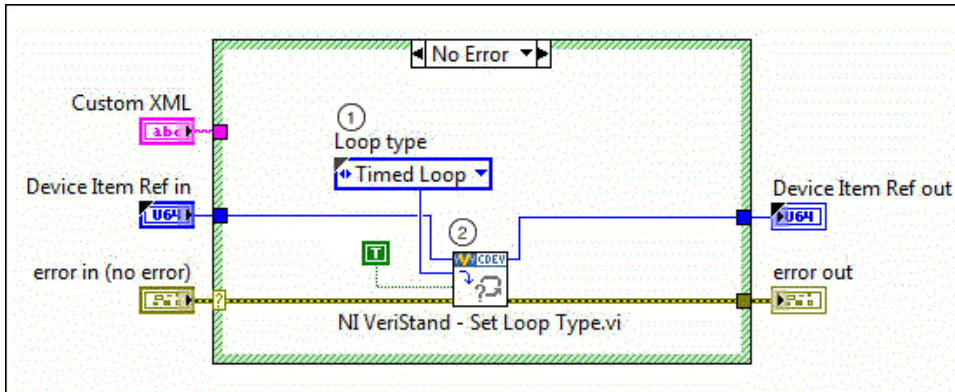 No Error
Custom XML
abc
1
Loop type
Timed Loop
Device Item Ref in
U64
Device Item Ref out
U64
2
T
CDEV
error in (no error)
?
?
error out
NI VeriStand - Set Loop Type.vi